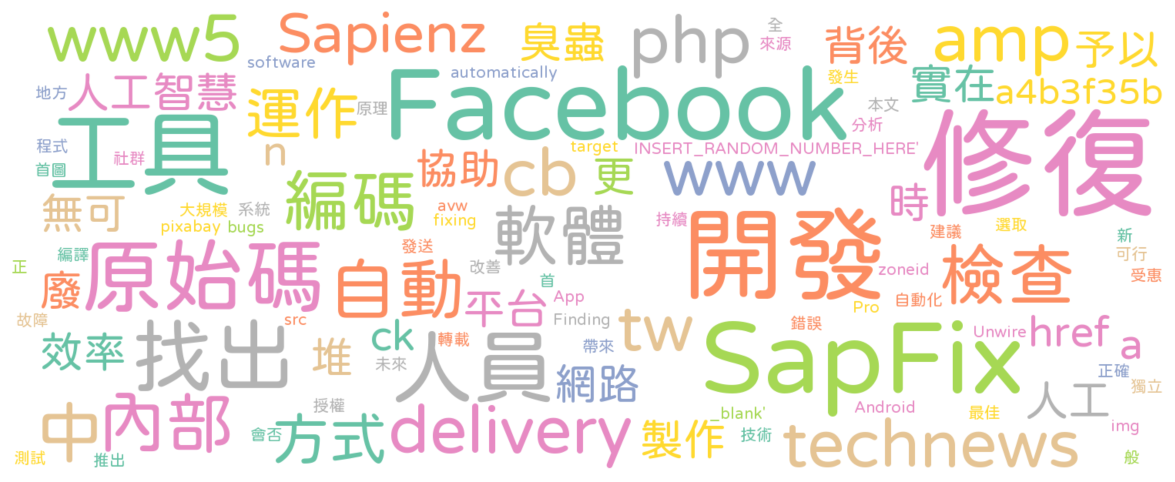 www5
Sapienz
臭蟲
php
全
來源
背後
amp
予以
software
automatically
地方
人工智慧
運作
原理
Facebook
發生
本文
實在
a4b3f35b
程式
工具
社群
首圖
n
協助
target
分析
INSERT_RANDOM_NUMBER_HERE'
修復
cb
更
www
時
無可
大規模
系統
pixabay
bugs
編碼
avw
fixing
軟體
持續
開發
建議
選取
新
可行
正
編譯
廢
原始碼
發送
自動
改善
首
平台
App
zoneid
檢查
受惠
自動化
Pro
故障
src
Finding
tw
錯誤
效率
找出
堆
ck
轉載
人員
未來
帶來
網路
SapFix
Unwire
href
a
正確
獨立
人工
授權
中
內部
會否
方式
delivery
製作
_blank'
技術
Android
technews
最佳
img
般
測試
推出